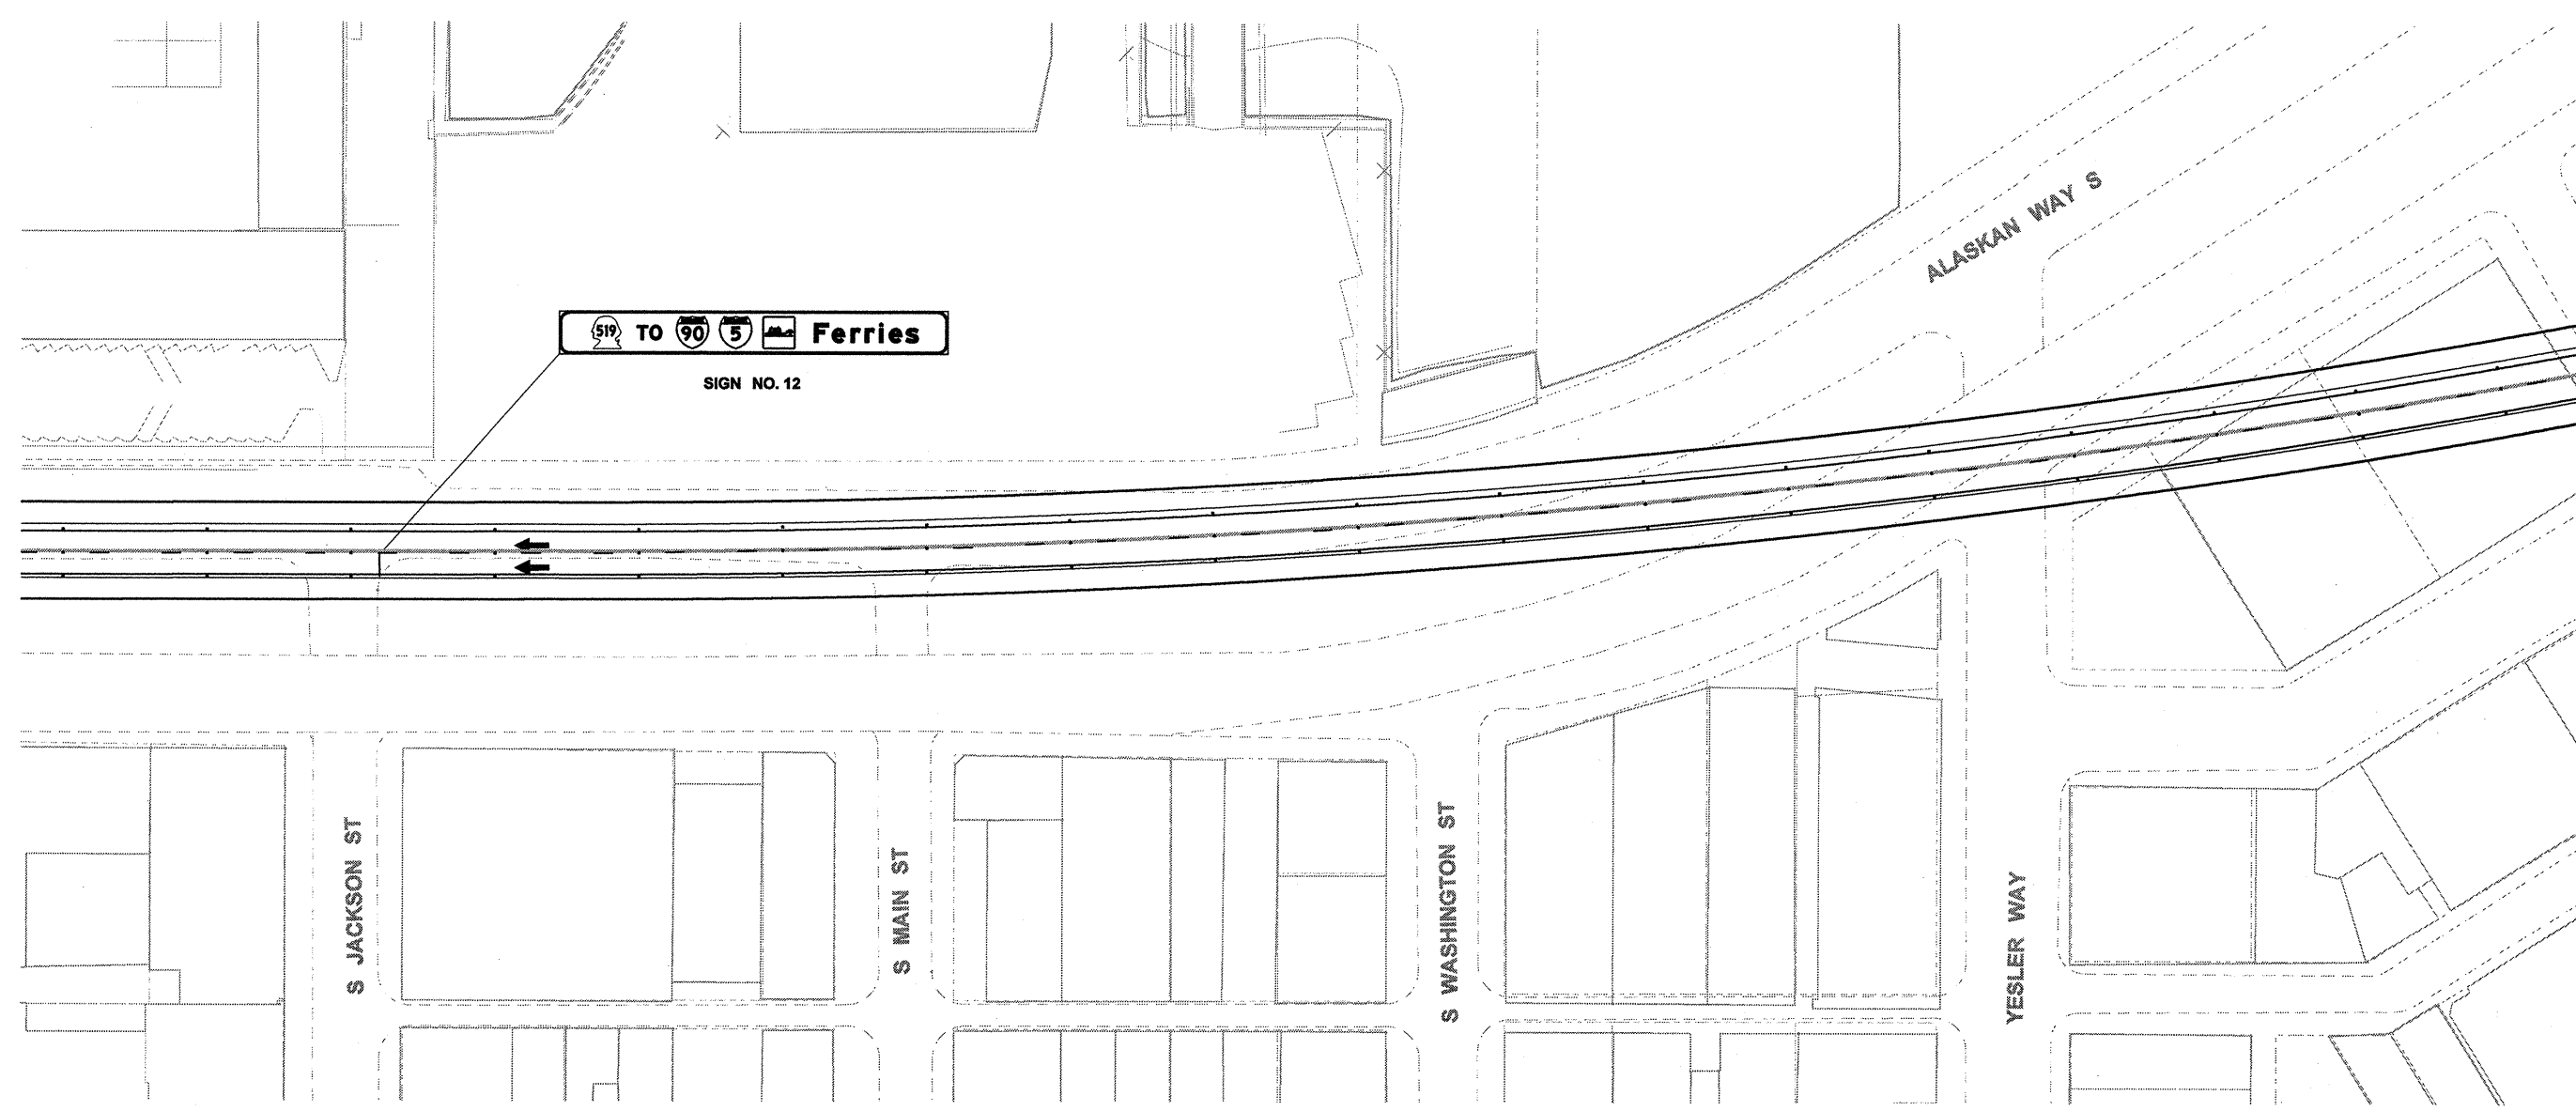 ALASKAN WAY S
519 TO 90 5 Ferries
SIGN NO. 12
S JACKSON ST
S MAIN ST
S WASHINGTON ST
YESLER WAY